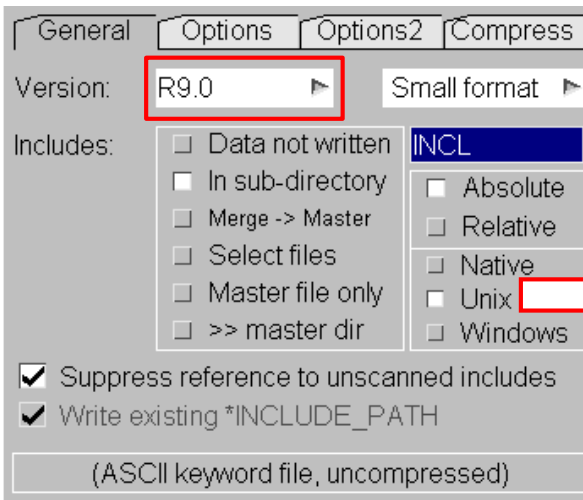 General Options Options2 Compress
Version: R9.0 Small format
Includes: Data not written INCL
In sub-directory Absolute
Merge -> Master Relative
Select files Native
Master file only Unix
>> master dir Windows
Suppress reference to unscanned includes
Write existing *INCLUDE_PATH
(ASCII keyword file, uncompressed)